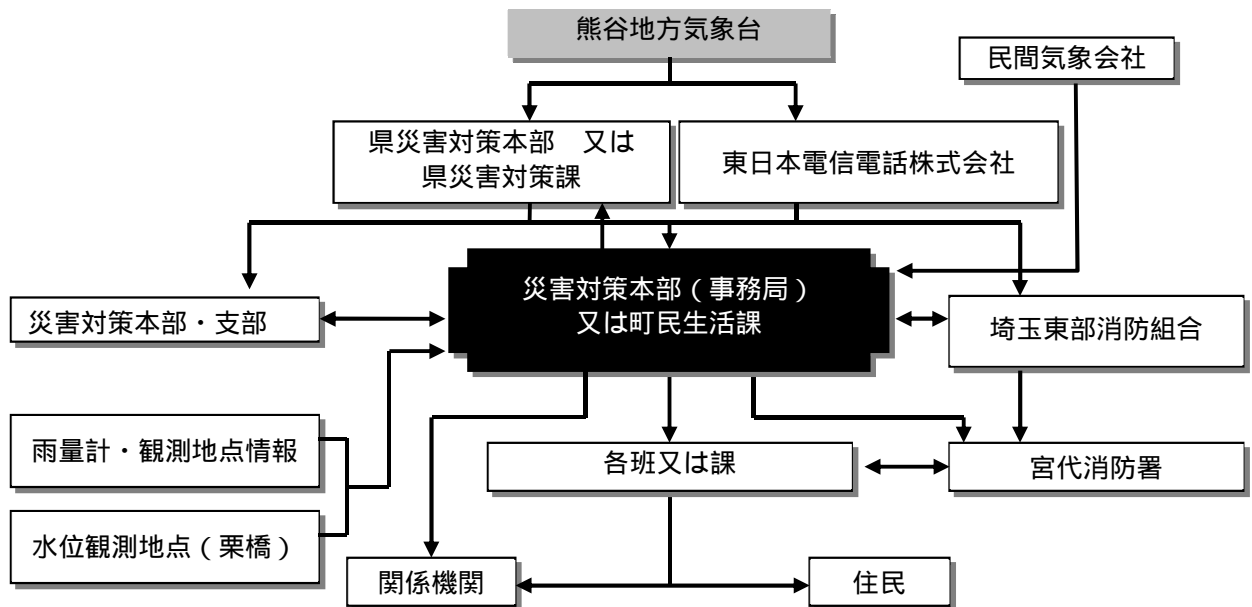 熊谷地方気象台
民間気象会社
県災害対策本部　又は
県災害対策課
東日本電信電話株式会社
災害対策本部（事務局）
又は町民生活課
災害対策本部・支部
埼玉東部消防組合
雨量計・観測地点情報
各班又は課
宮代消防署
水位観測地点（栗橋）
関係機関
住民